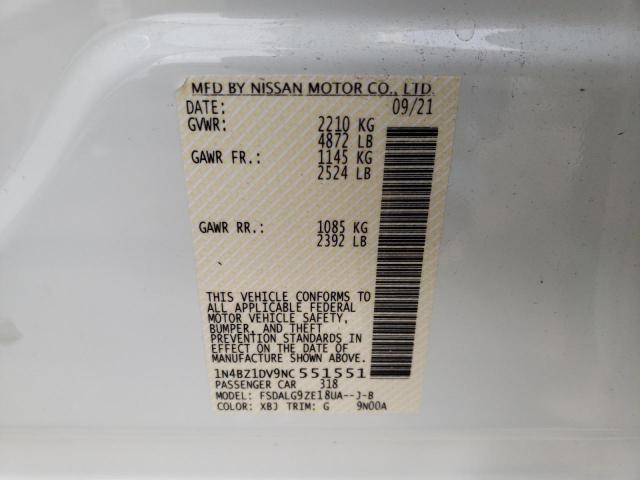 MFD BY NISSAN MOTOR CO., LTD.
DATE: 09/21
GVWR: 2210 KG
4872 LB
GAWR FR.: 1145 KG
2524 LB
GAWR RR.: 1085 KG
2392 LB
THIS VEHICLE CONFORMS TO
ALL APPLICABLE FEDERAL
MOTOR VEHICLE SAFETY,
BUMPER, AND THEFT
PREVENTION STANDARDS IN
EFFECT ON THE DATE OF
MANUFACTURE SHOWN ABOVE.
1N4BZ1DV9NC551551
PASSENGER CAR 318
MODEL: FSDALG9ZE18UA--J-B
COLOR: XBJ TRIM: G 9N00A